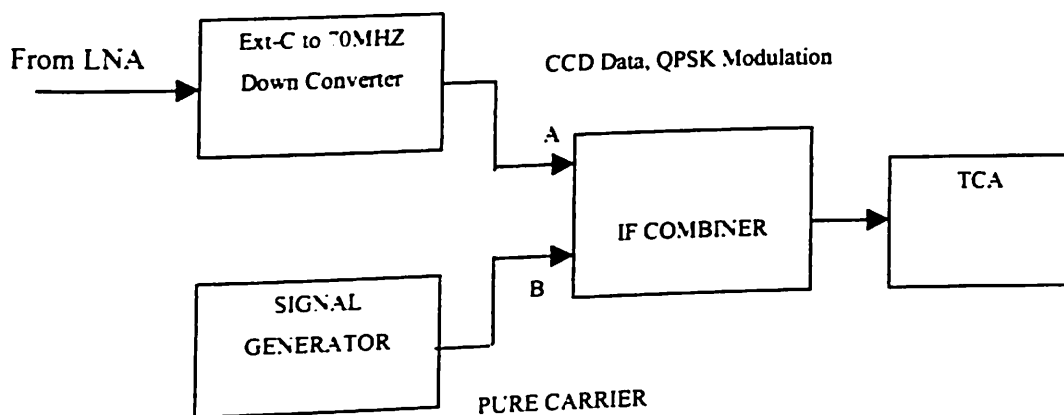 From LNA
Ext-C to 70MHZ
Down Converter
CCD Data, QPSK Modulation
A
IF COMBINER
TCA
B
SIGNAL
GENERATOR
PURE CARRIER